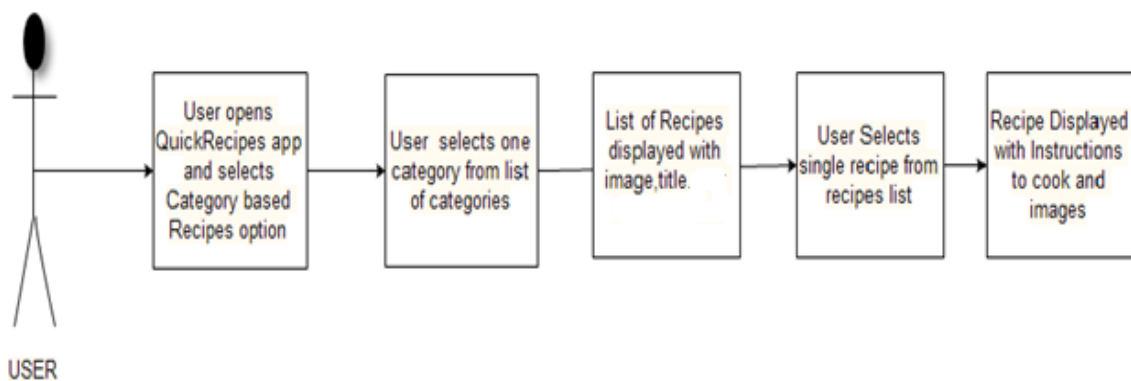 User opens
QuickRecipes app
and selects
Category based
Recipes option
User selects one
category from list
of categories
List of Recipes
displayed with
image,title.
User Selects
single recipe from
recipes list
Recipe Displayed
with Instructions
to cook and
images
USER